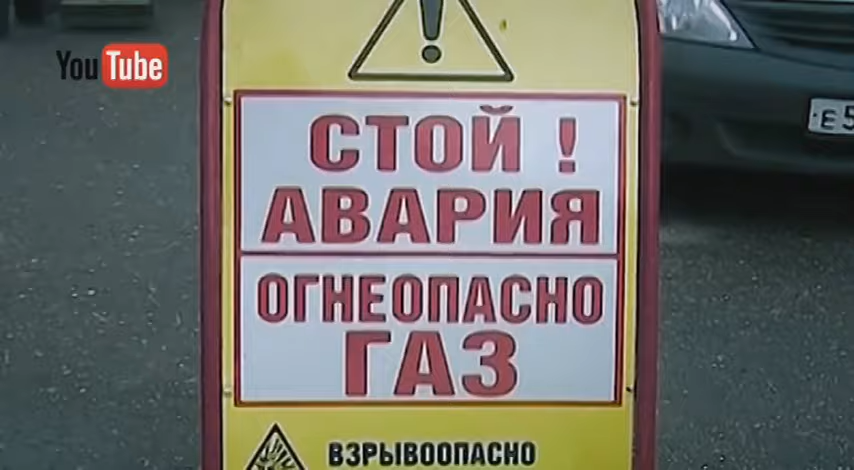 YouTube
СТОЙ !
АВАРИЯ
ОГНЕОПАСНО
ГАЗ
ВЗРЫВООПАСНО